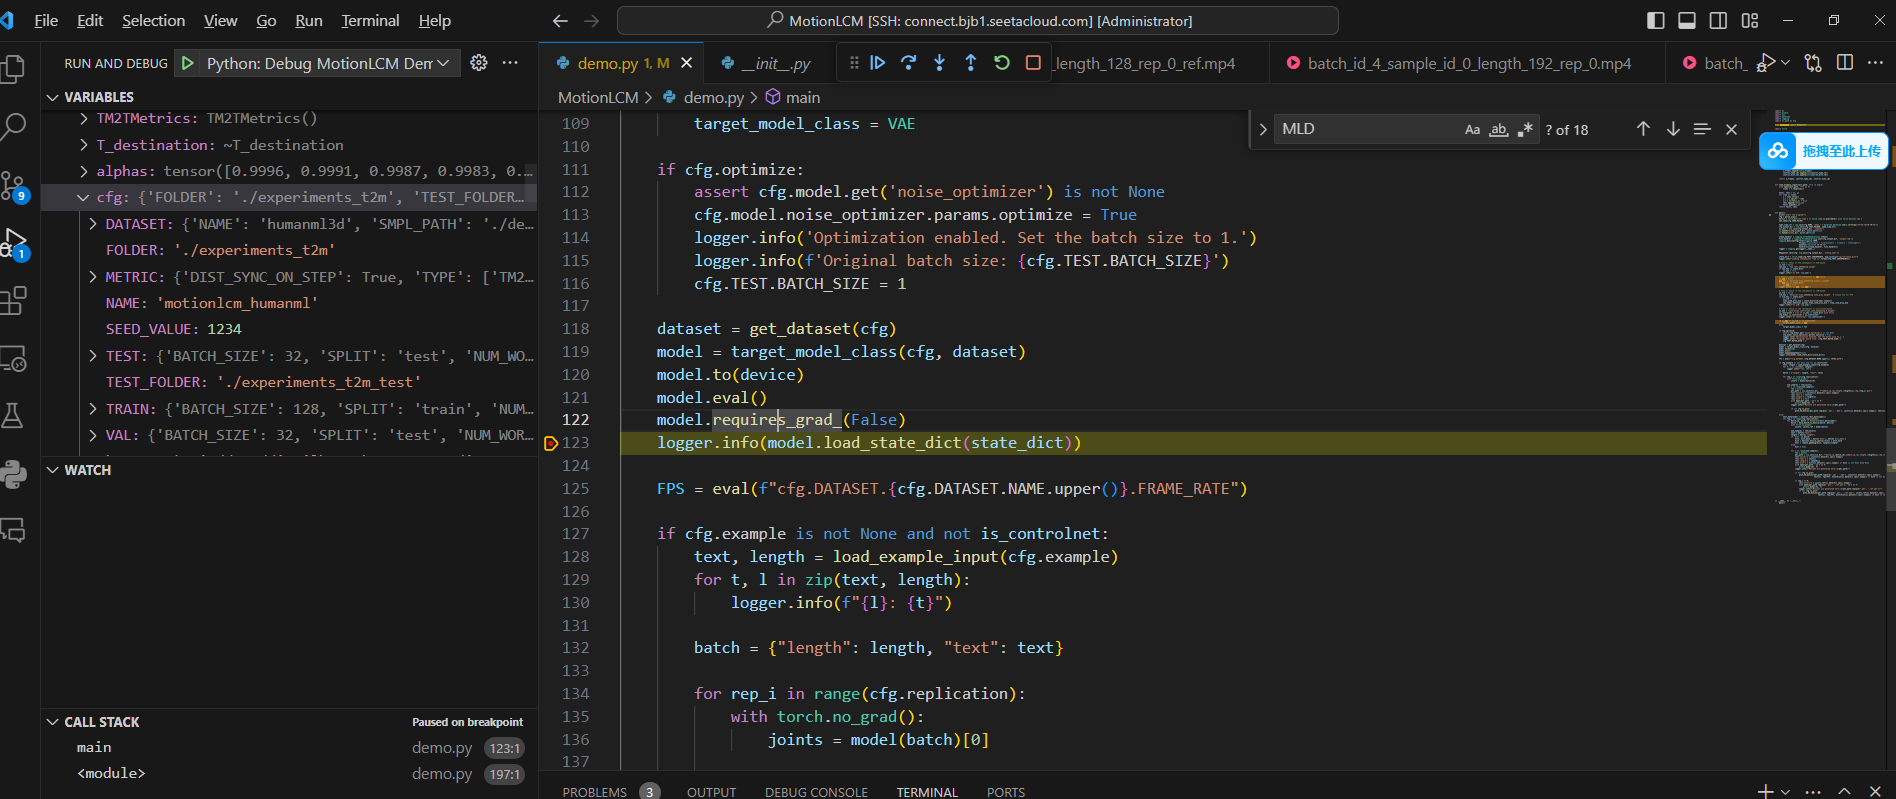 File Edit Selection View Go Run Terminal Help
MotionLCM [SSH: connect.bjb1.seetacloud.com] [Administrator]
RUN AND DEBUG Python: Debug MotionLCM Dem
demo.py 1, M
__init__.py
_length_128_rep_0_ref.mp4
batch_id_4_sample_id_0_length_192_rep_0.mp4
batch_
VARIABLES
TM2TMetrics: TM2TMetrics()
T_destination: ~T_destination
alphas: tensor([0.9996, 0.9991, 0.9987, 0.9983, 0...
cfg: {'FOLDER': './experiments_t2m', 'TEST_FOLDER...
DATASET: {'NAME': 'humanml3d', 'SMPL_PATH': './de...
FOLDER: './experiments_t2m'
METRIC: {'DIST_SYNC_ON_STEP': True, 'TYPE': ['TM2...
NAME: 'motionlcm_humanml'
SEED_VALUE: 1234
TEST: {'BATCH_SIZE': 32, 'SPLIT': 'test', 'NUM_WO...
TEST_FOLDER: './experiments_t2m_test'
TRAIN: {'BATCH_SIZE': 128, 'SPLIT': 'train', 'NUM...
VAL: {'BATCH_SIZE': 32, 'SPLIT': 'test', 'NUM_WOR...
9
1
WATCH
CALL STACK Paused on breakpoint
main demo.py 123:1
<module> demo.py 197:1
MotionLCM > demo.py > main
MLD Aa ab ? of 18
拖拽至此上传
109 target_model_class = VAE
110
111 if cfg.optimize:
112 assert cfg.model.get('noise_optimizer') is not None
113 cfg.model.noise_optimizer.params.optimize = True
114 logger.info('Optimization enabled. Set the batch size to 1.')
115 logger.info(f'Original batch size: {cfg.TEST.BATCH_SIZE}')
116 cfg.TEST.BATCH_SIZE = 1
117
118 dataset = get_dataset(cfg)
119 model = target_model_class(cfg, dataset)
120 model.to(device)
121 model.eval()
122 model.requires_grad_(False)
123 logger.info(model.load_state_dict(state_dict))
124
125 FPS = eval(f"cfg.DATASET.{cfg.DATASET.NAME.upper()}.FRAME_RATE")
126
127 if cfg.example is not None and not is_controlnet:
128 text, length = load_example_input(cfg.example)
129 for t, l in zip(text, length):
130 logger.info(f"{l}: {t}")
131
132 batch = {"length": length, "text": text}
133
134 for rep_i in range(cfg.replication):
135 with torch.no_grad():
136 joints = model(batch)[0]
137
PROBLEMS 3 OUTPUT DEBUG CONSOLE TERMINAL PORTS